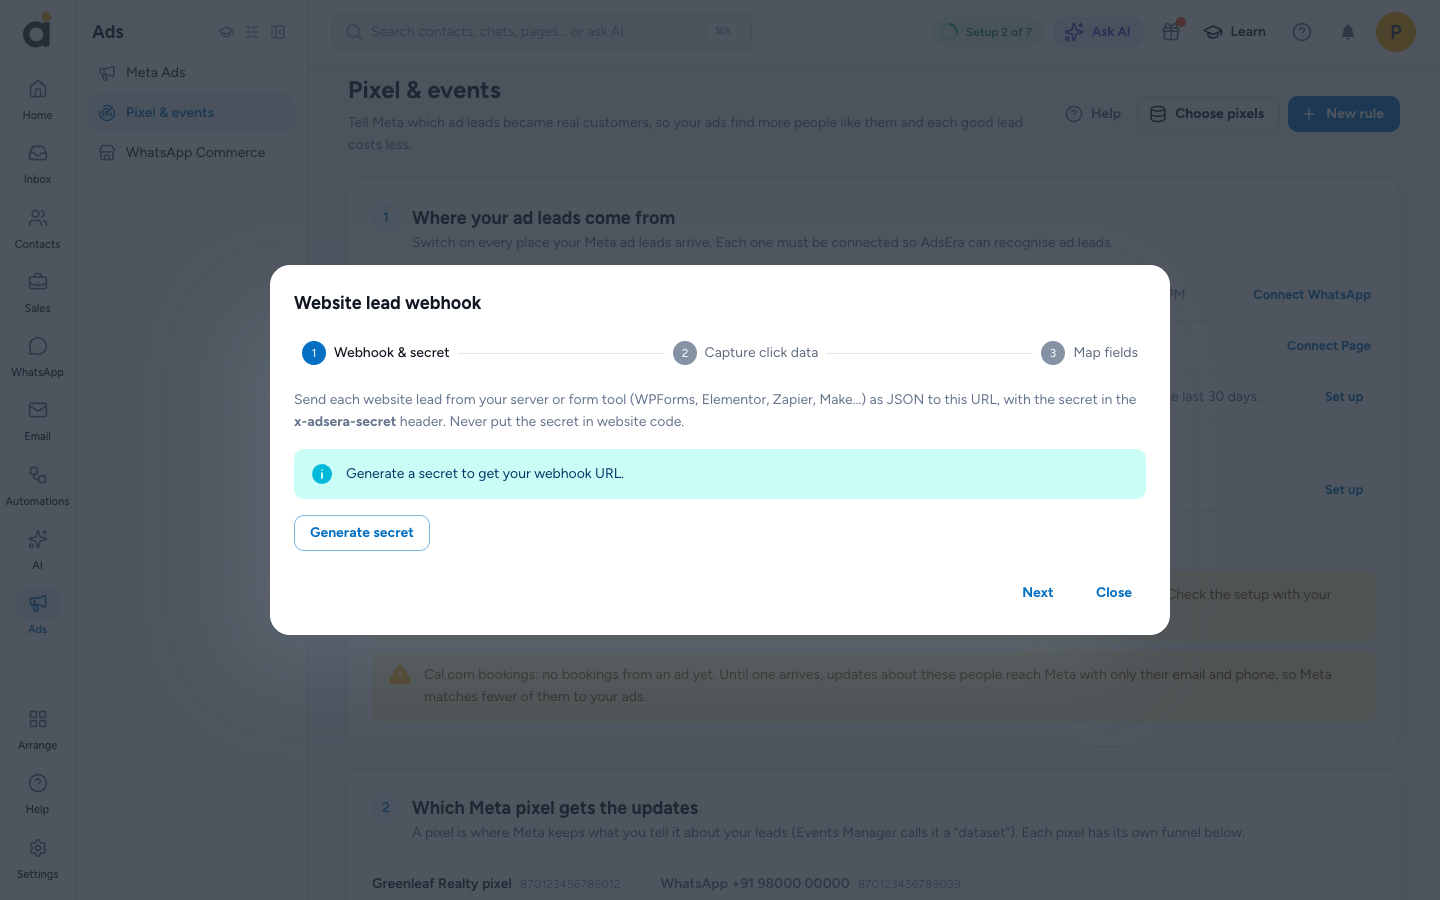 Ads
Search contacts, chats, pages... or ask AI
⌘K
Setup 2 of 7
Ask AI
Learn
P
Home
Inbox
Contacts
Sales
WhatsApp
Email
Automations
AI
Ads
Arrange
Help
Settings
Meta Ads
Pixel & events
WhatsApp Commerce
Pixel & events
Tell Meta which ad leads became real customers, so your ads find more people like them and each good lead
costs less.
Help
Choose pixels
New rule
1
Where your ad leads come from
Switch on every place your Meta ad leads arrive. Each one must be connected so AdsEra can recognise ad leads.
PM
Connect WhatsApp
Connect Page
e last 30 days.
Set up
Set up
Website lead webhook
1
Webhook & secret
2
Capture click data
3
Map fields
Send each website lead from your server or form tool (WPForms, Elementor, Zapier, Make...) as JSON to this URL, with the secret in the
x-adsera-secret header. Never put the secret in website code.
Generate a secret to get your webhook URL.
Generate secret
Next
Close
Check the setup with your
Cal.com bookings: no bookings from an ad yet. Until one arrives, updates about these people reach Meta with only their email and phone, so Meta
matches fewer of them to your ads.
2
Which Meta pixel gets the updates
A pixel is where Meta keeps what you tell it about your leads (Events Manager calls it a "dataset"). Each pixel has its own funnel below.
Greenleaf Realty pixel 870123456789012
WhatsApp +91 98000 00000 870123456789099